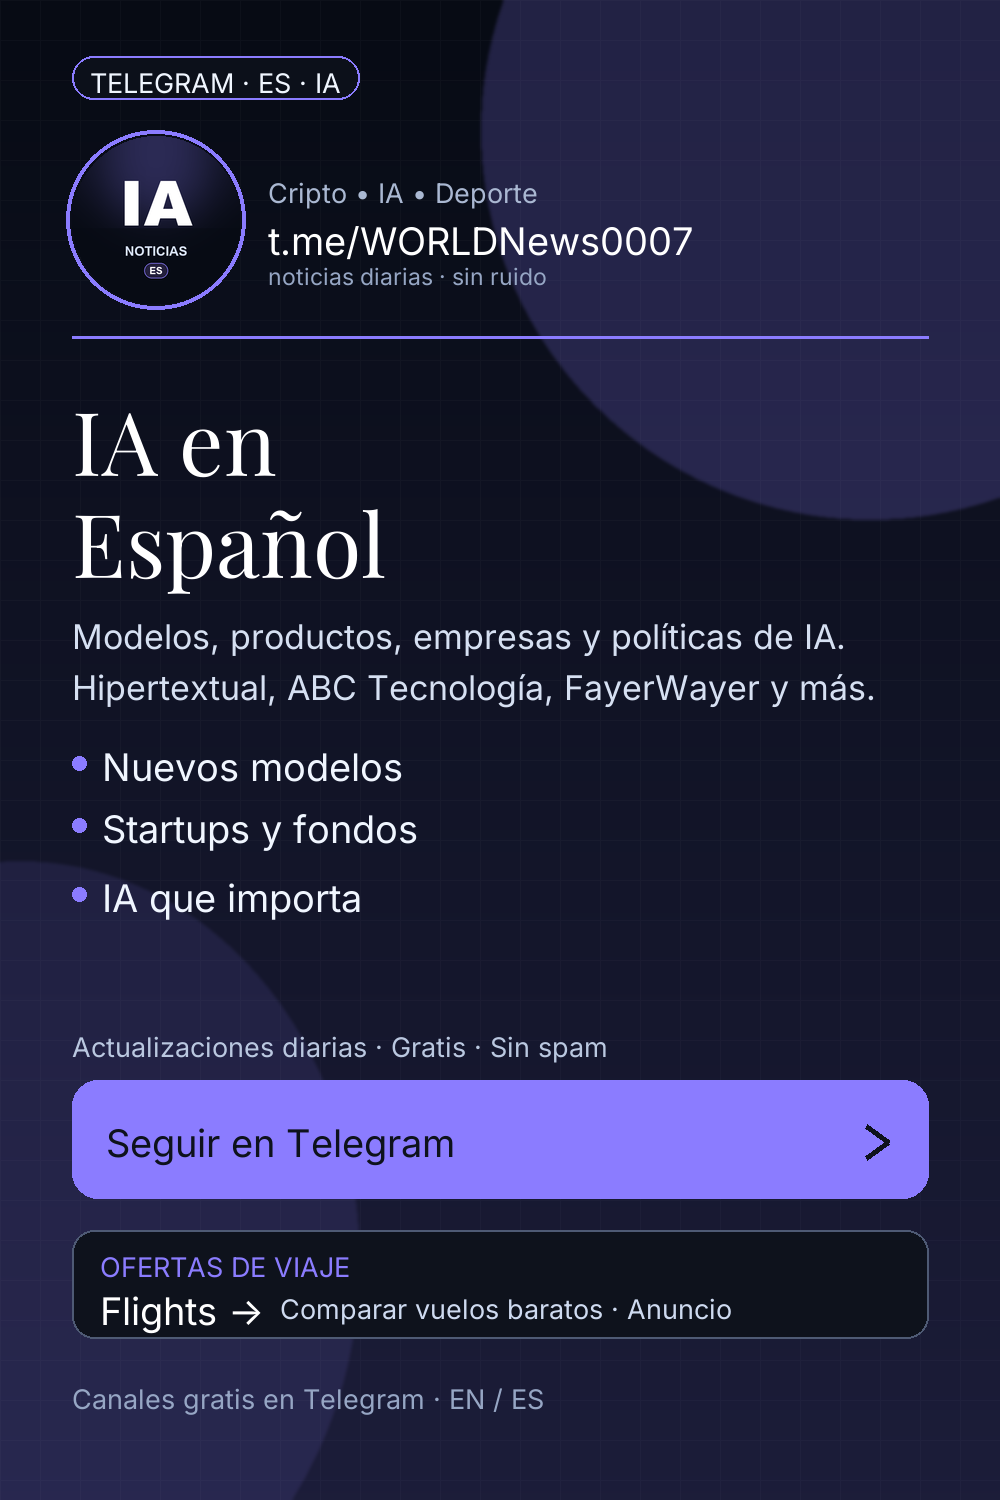 TELEGRAM · ES · IA
IA
NOTICIAS
ES
Cripto • IA • Deporte
t.me/WORLDNews0007
noticias diarias · sin ruido
IA en
Español
Modelos, productos, empresas y políticas de IA.
Hipertextual, ABC Tecnología, FayerWayer y más.
Nuevos modelos
Startups y fondos
IA que importa
Actualizaciones diarias · Gratis · Sin spam
Seguir en Telegram
OFERTAS DE VIAJE
Flights → Comparar vuelos baratos · Anuncio
Canales gratis en Telegram · EN / ES